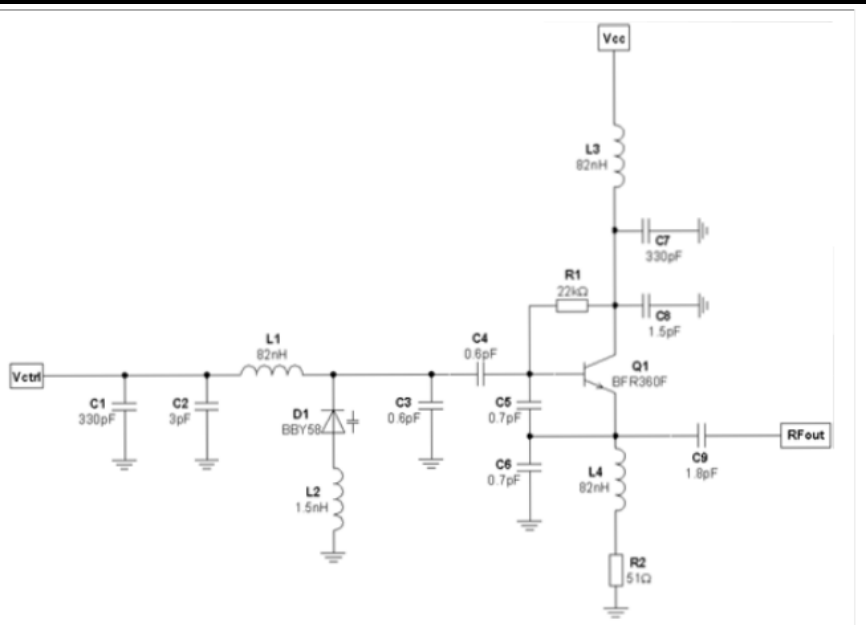 Vcc
L3
82nH
C7
330pF
R1
22kΩ
C8
1.5pF
L1
82nH
C4
0.6pF
Q1
BFR360F
Vctrl
C1
330pF
C2
3pF
D1
BBY58
C3
0.6pF
C5
0.7pF
RFout
C9
1.8pF
C6
0.7pF
L4
82nH
L2
1.5nH
R2
51Ω